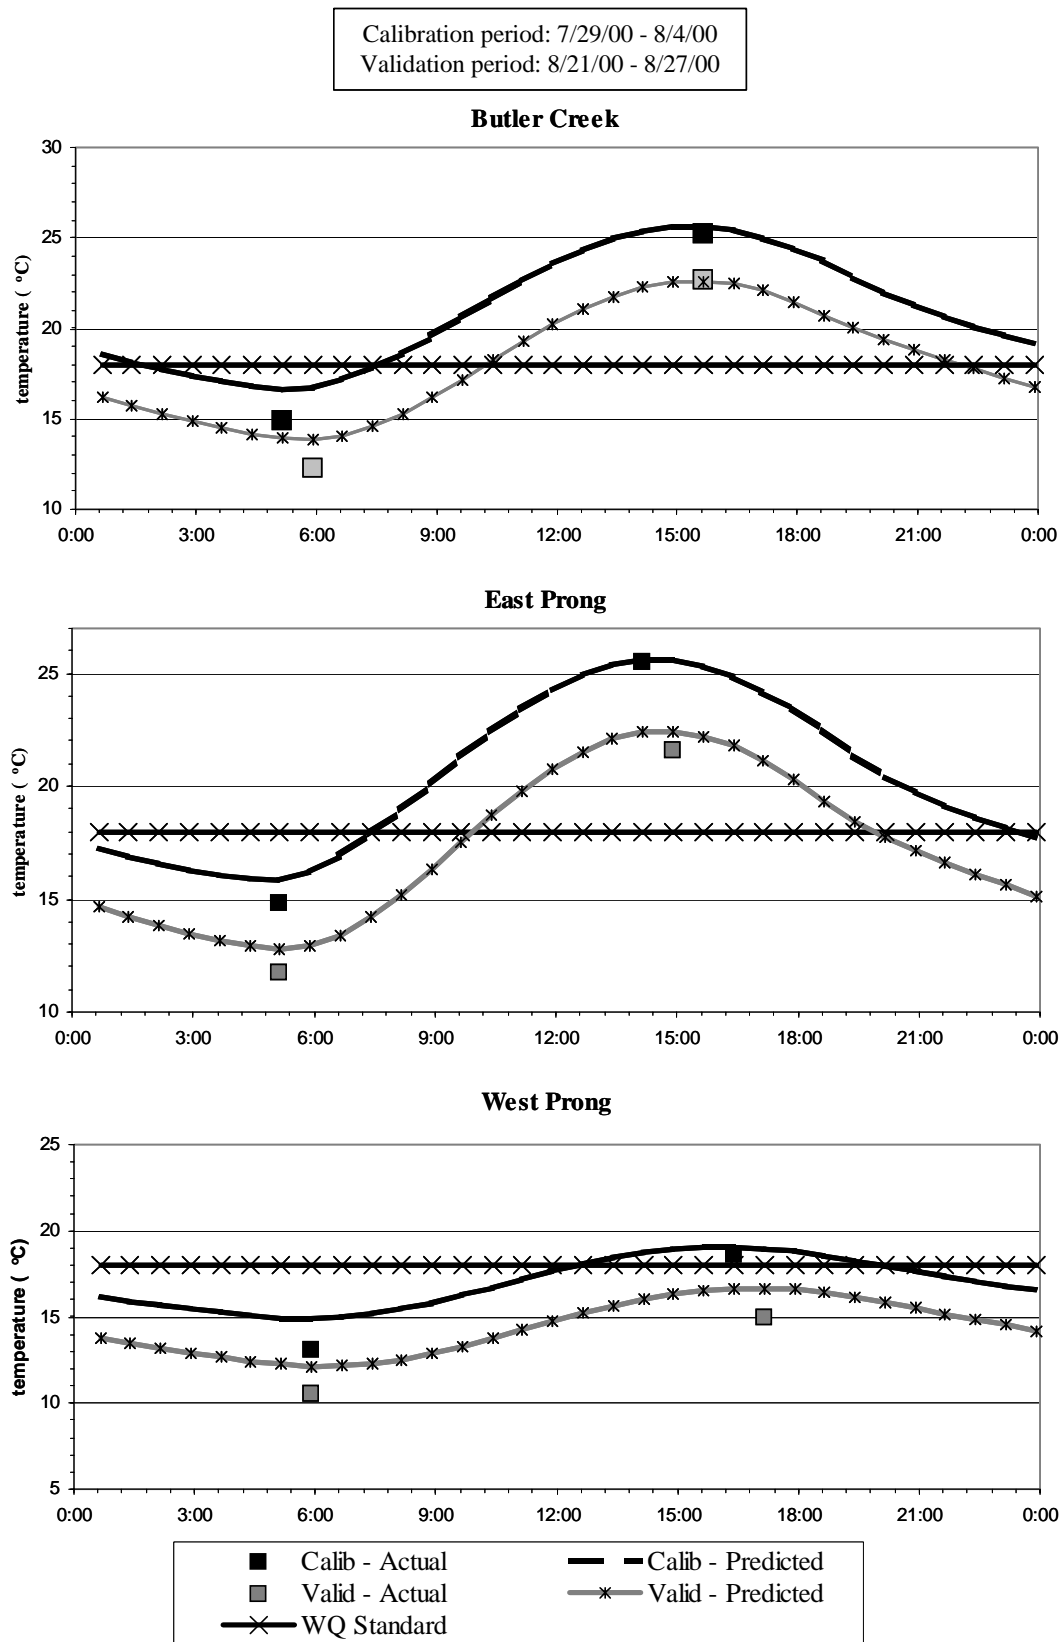 Calibration period: 7/29/00 - 8/4/00
Validation period: 8/21/00 - 8/27/00
Butler Creek
30
25
20
15
10
temperature ( ºC)
0:00 3:00 6:00 9:00 12:00 15:00 18:00 21:00 0:00
East Prong
25
20
15
10
temperature ( ºC)
0:00 3:00 6:00 9:00 12:00 15:00 18:00 21:00 0:00
West Prong
25
20
15
10
5
temperature ( ºC)
0:00 3:00 6:00 9:00 12:00 15:00 18:00 21:00 0:00
Calib - Actual Calib - Predicted
Valid - Actual Valid - Predicted
WQ Standard